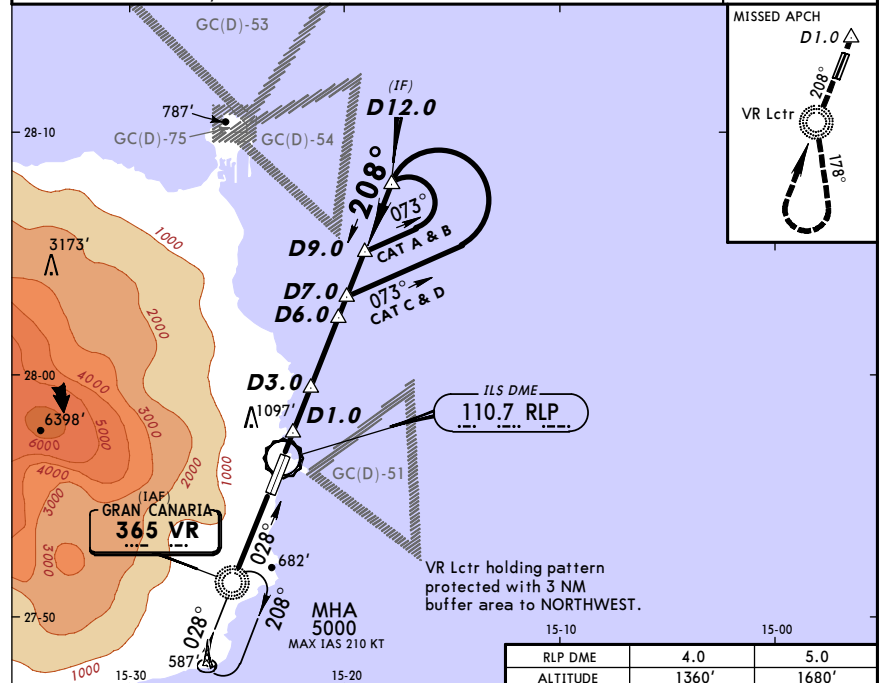 GC(D)-53
MISSED APCH
D1.0
208°
VR Lctr
178°
(IF)
D12.0
787'
28-10
GC(D)-75
GC(D)-54
208°
073°
CAT A & B
D9.0
1000
3173'
D7.0
073°
CAT C & D
D6.0
2000
28-00
4000
D3.0
ILS DME
110.7 RLP
1097'
D1.0
3000
6398'
5000
6000
GC(D)-51
4000
2000
1000
3000
(IAF)
GRAN CANARIA
365 VR
028°
3000
682'
VR Lctr holding pattern
protected with 3 NM
buffer area to NORTHWEST.
208°
MHA
5000
MAX IAS 210 KT
27-50
028°
587'
1000
15-30
15-20
15-10
15-00
RLP DME 4.0 5.0
ALTITUDE 1360' 1680'